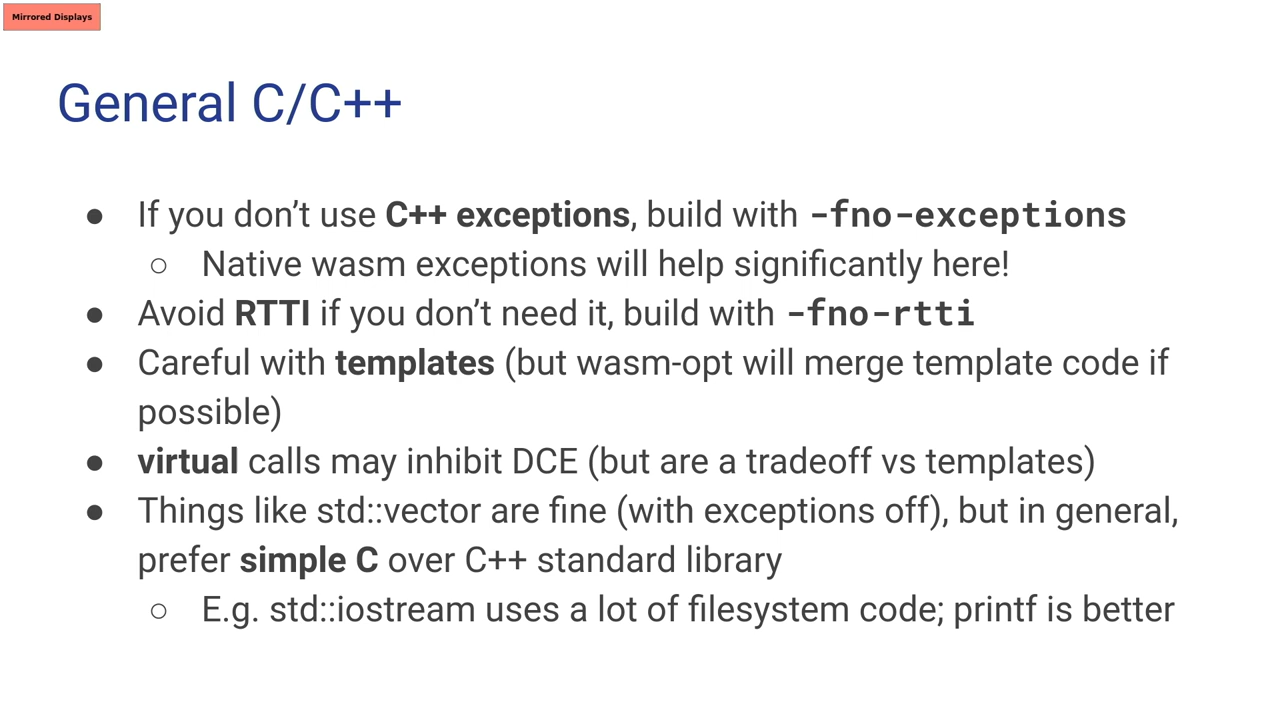 Mirrored Displays
General C/C++
● If you don’t use C++ exceptions, build with -fno-exceptions
○ Native wasm exceptions will help significantly here!
● Avoid RTTI if you don’t need it, build with -fno-rtti
● Careful with templates (but wasm-opt will merge template code if
possible)
● virtual calls may inhibit DCE (but are a tradeoff vs templates)
● Things like std::vector are fine (with exceptions off), but in general,
prefer simple C over C++ standard library
○ E.g. std::iostream uses a lot of filesystem code; printf is better